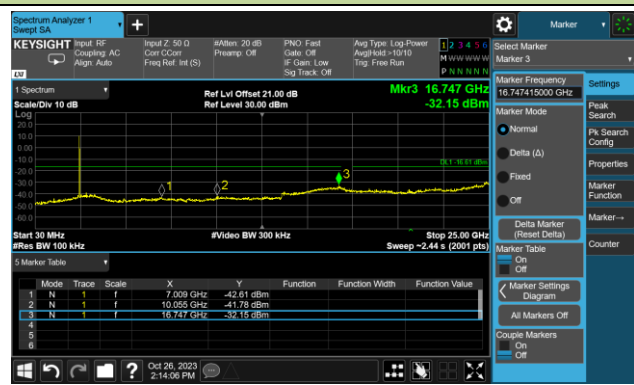 Spectrum Analyzer 1
Swept SA
Marker
KEYSIGHT
Input: RF
Coupling: AC
Align: Auto
Input Z: 50 Ω
Corr CCorr
Freq Ref: Int (S)
#Atten: 20 dB
Preamp: Off
PNO: Fast
Gate: Off
IF Gain: Low
Sig Track: Off
Avg Type: Log-Power
Avg|Hold >10/10
Trig: Free Run
1 2 3 4 5 6
M W W W W W
P N N N N N
LXI
Select Marker
Marker 3
1 Spectrum
Scale/Div 10 dB
Ref Lvl Offset 21.00 dB
Ref Level 30.00 dBm
Mkr3 16.747 GHz
-32.15 dBm
Log
20.0
10.0
0.00
-10.0
-20.0
-30.0
-40.0
-50.0
-60.0
DL1 -16.61 dBm
1
2
3
Start 30 MHz
#Res BW 100 kHz
#Video BW 300 kHz
Stop 25.00 GHz
Sweep ~2.44 s (2001 pts)
5 Marker Table
Mode Trace Scale X Y Function Function Width Function Value
1 N 1 f 7.009 GHz -42.61 dBm
2 N 1 f 10.055 GHz -41.78 dBm
3 N 1 f 16.747 GHz -32.15 dBm
4
5
6
Marker Frequency
16.747415000 GHz
Marker Mode
Normal
Delta (Δ)
Fixed
Off
Delta Marker
(Reset Delta)
Marker Table
On
Off
Marker Settings
Diagram
All Markers Off
Couple Markers
On
Off
Settings
Peak
Search
Pk Search
Config
Properties
Marker
Function
Marker→
Counter
?
Oct 26, 2023
2:14:06 PM